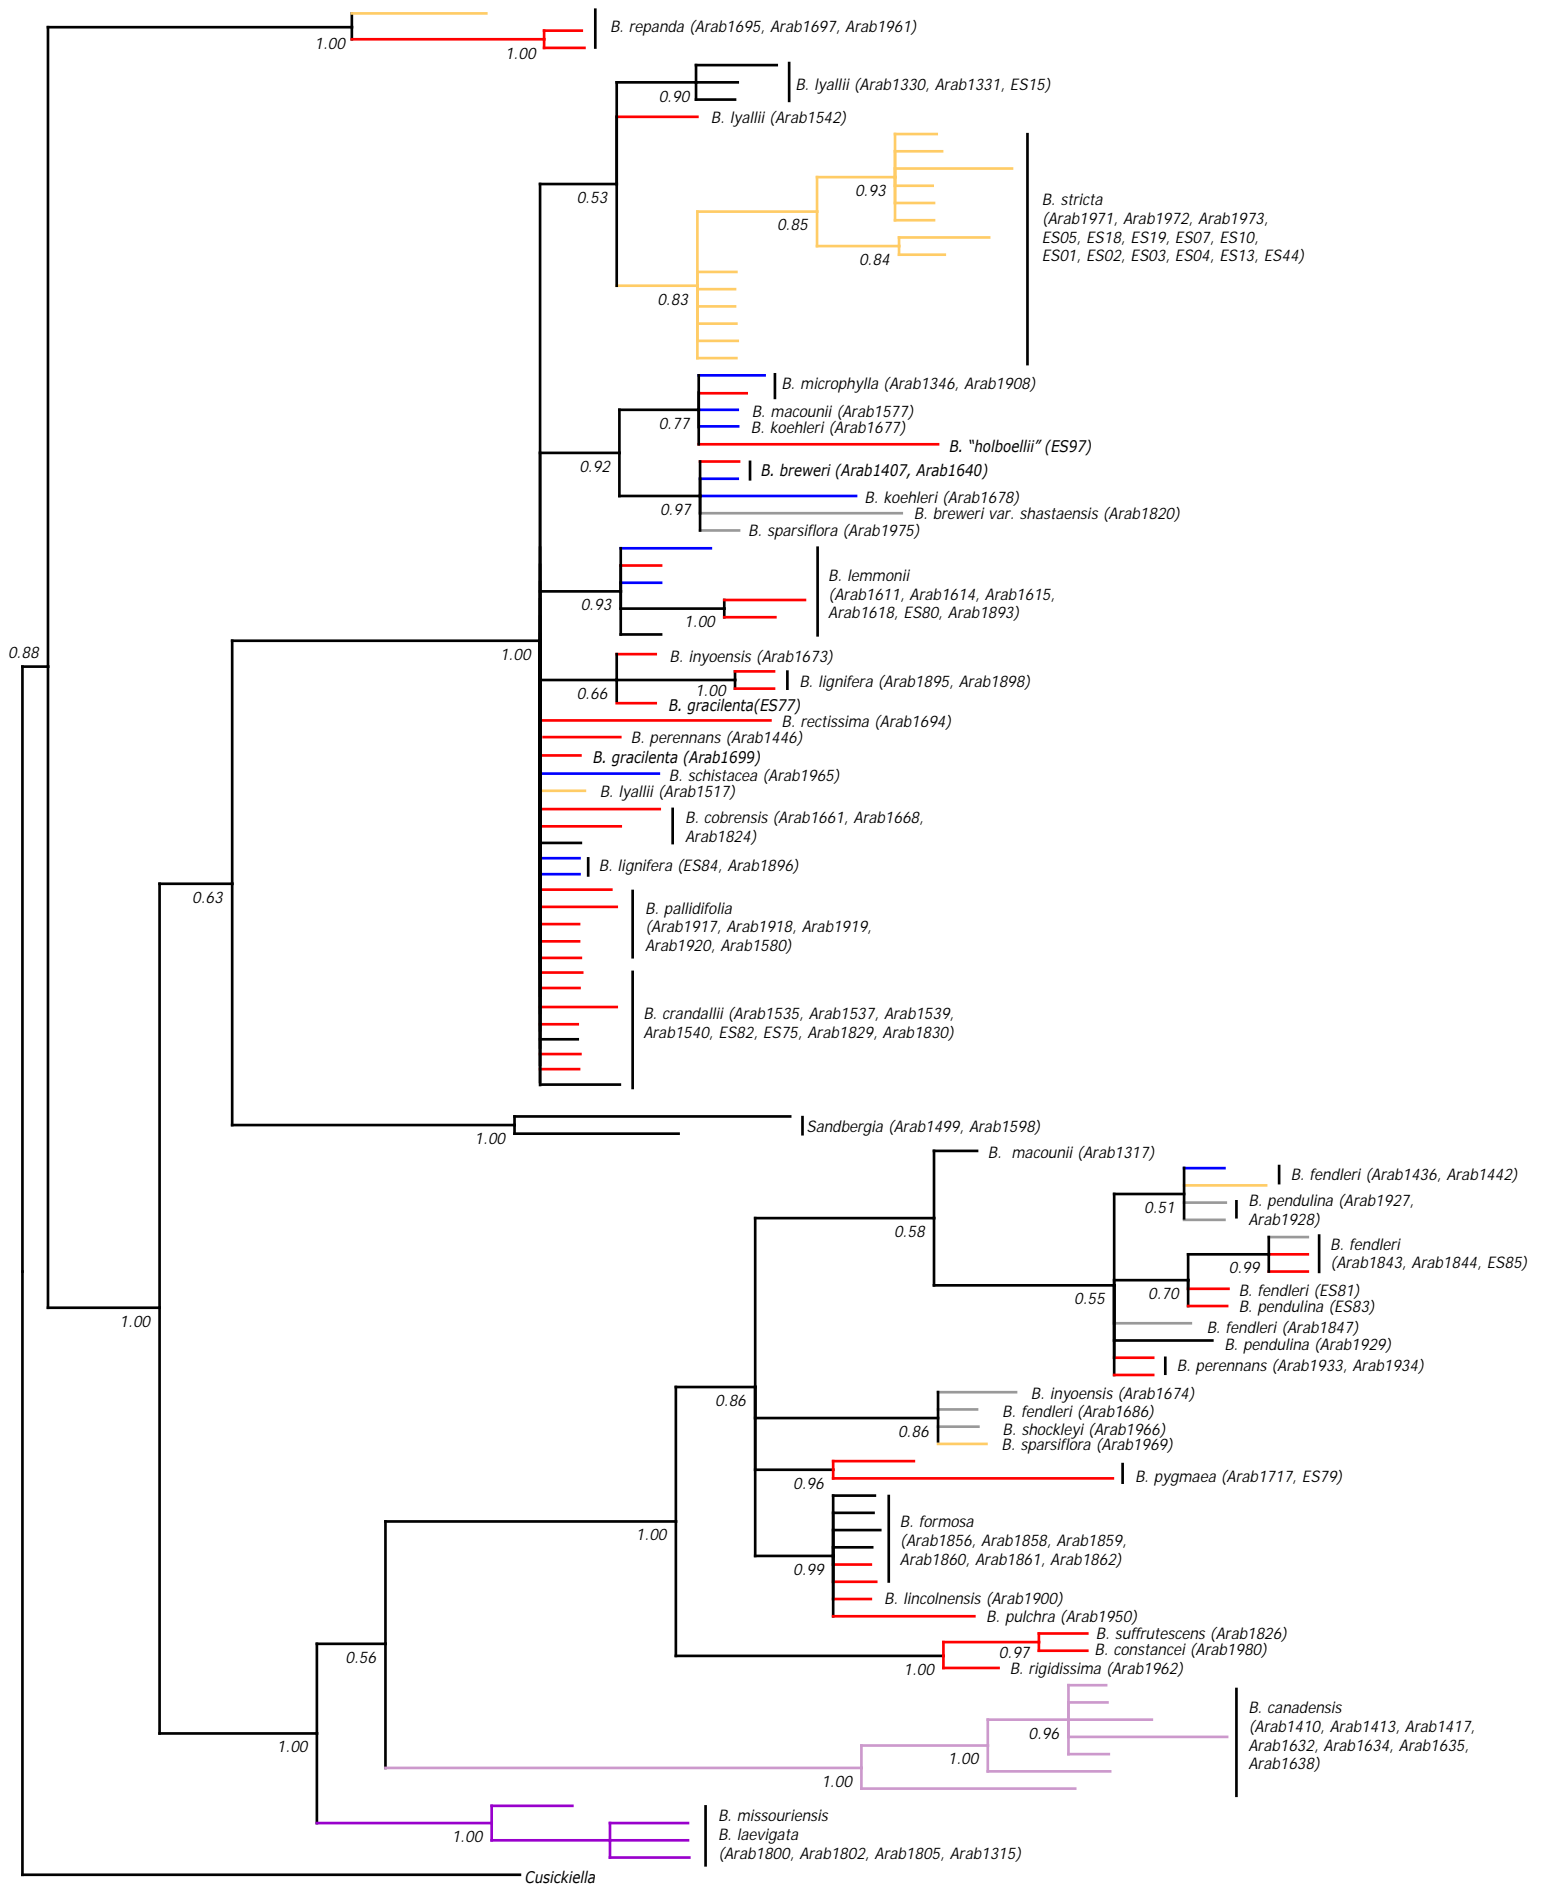 B. repanda (Arab1695, Arab1697, Arab1961)
1.00
1.00
B. lyallii (Arab1330, Arab1331, ES15)
0.90
B. lyallii (Arab1542)
0.53
0.93
0.85
0.84
0.83
B. stricta
(Arab1971, Arab1972, Arab1973,
ES05, ES18, ES19, ES07, ES10,
ES01, ES02, ES03, ES04, ES13, ES44)
B. microphylla (Arab1346, Arab1908)
B. macounii (Arab1577)
0.77
B. koehleri (Arab1677)
B. “holboellii” (ES97)
0.92
B. breweri (Arab1407, Arab1640)
B. koehleri (Arab1678)
0.97
B. breweri var. shastaensis (Arab1820)
B. sparsiflora (Arab1975)
B. lemmonii
(Arab1611, Arab1614, Arab1615,
Arab1618, ES80, Arab1893)
0.93
1.00
0.88
1.00
B. inyoensis (Arab1673)
B. lignifera (Arab1895, Arab1898)
0.66
1.00
B. gracilenta(ES77)
B. rectissima (Arab1694)
B. perennans (Arab1446)
B. gracilenta (Arab1699)
B. schistacea (Arab1965)
B. lyallii (Arab1517)
B. cobrensis (Arab1661, Arab1668,
Arab1824)
B. lignifera (ES84, Arab1896)
0.63
B. pallidifolia
(Arab1917, Arab1918, Arab1919,
Arab1920, Arab1580)
B. crandallii (Arab1535, Arab1537, Arab1539,
Arab1540, ES82, ES75, Arab1829, Arab1830)
1.00
Sandbergia (Arab1499, Arab1598)
B. macounii (Arab1317)
B. fendleri (Arab1436, Arab1442)
0.51
B. pendulina (Arab1927,
Arab1928)
0.58
B. fendleri
(Arab1843, Arab1844, ES85)
0.99
B. fendleri (ES81)
0.55
0.70
B. pendulina (ES83)
1.00
B. fendleri (Arab1847)
B. pendulina (Arab1929)
B. perennans (Arab1933, Arab1934)
0.86
B. inyoensis (Arab1674)
B. fendleri (Arab1686)
0.86
B. shockleyi (Arab1966)
B. sparsiflora (Arab1969)
0.96
B. pygmaea (Arab1717, ES79)
1.00
B. formosa
(Arab1856, Arab1858, Arab1859,
Arab1860, Arab1861, Arab1862)
0.99
B. lincolnensis (Arab1900)
B. pulchra (Arab1950)
B. suffrutescens (Arab1826)
0.97
B. constancei (Arab1980)
0.56
1.00
B. rigidissima (Arab1962)
B. canadensis
(Arab1410, Arab1413, Arab1417,
Arab1632, Arab1634, Arab1635,
Arab1638)
0.96
1.00
1.00
1.00
B. missouriensis
B. laevigata
(Arab1800, Arab1802, Arab1805, Arab1315)
1.00
Cusickiella